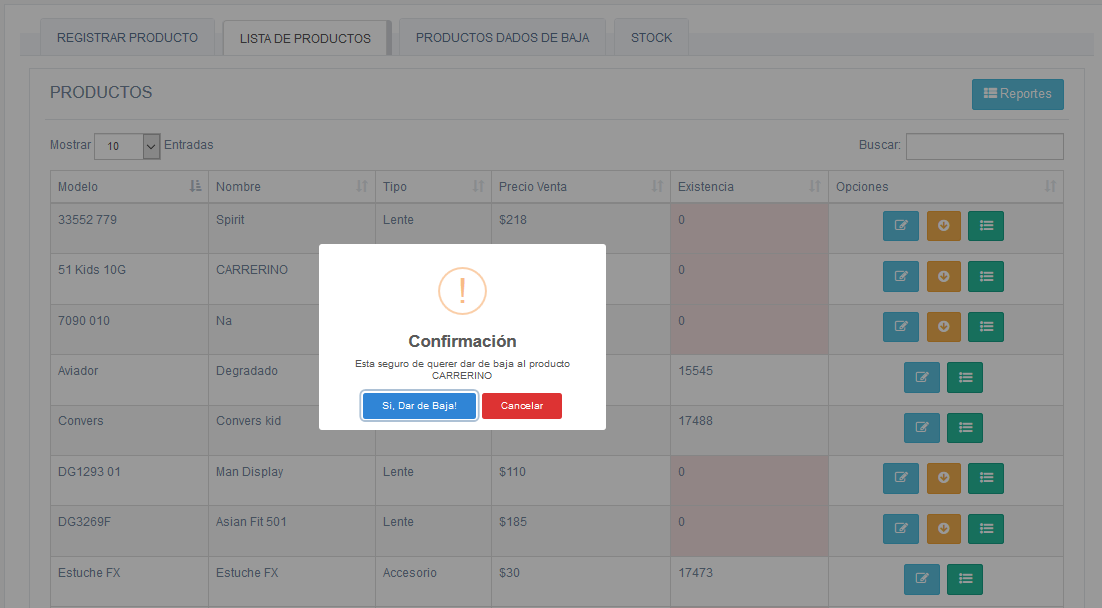 REGISTRAR PRODUCTO LISTA DE PRODUCTOS PRODUCTOS DADOS DE BAJA STOCK
PRODUCTOS Reportes
Mostrar 10 Entradas Buscar:
Modelo Nombre Tipo Precio Venta Existencia Opciones
33552 779 Spirit Lente $218 0
51 Kids 10G CARRERINO 0
7090 010 Na 0
Aviador Degradado 15545
Convers Convers kid 17488
DG1293 01 Man Display Lente $110 0
DG3269F Asian Fit 501 Lente $185 0
Estuche FX Estuche FX Accesorio $30 17473
!
Confirmación
Esta seguro de querer dar de baja al producto
CARRERINO
Si, Dar de Baja! Cancelar